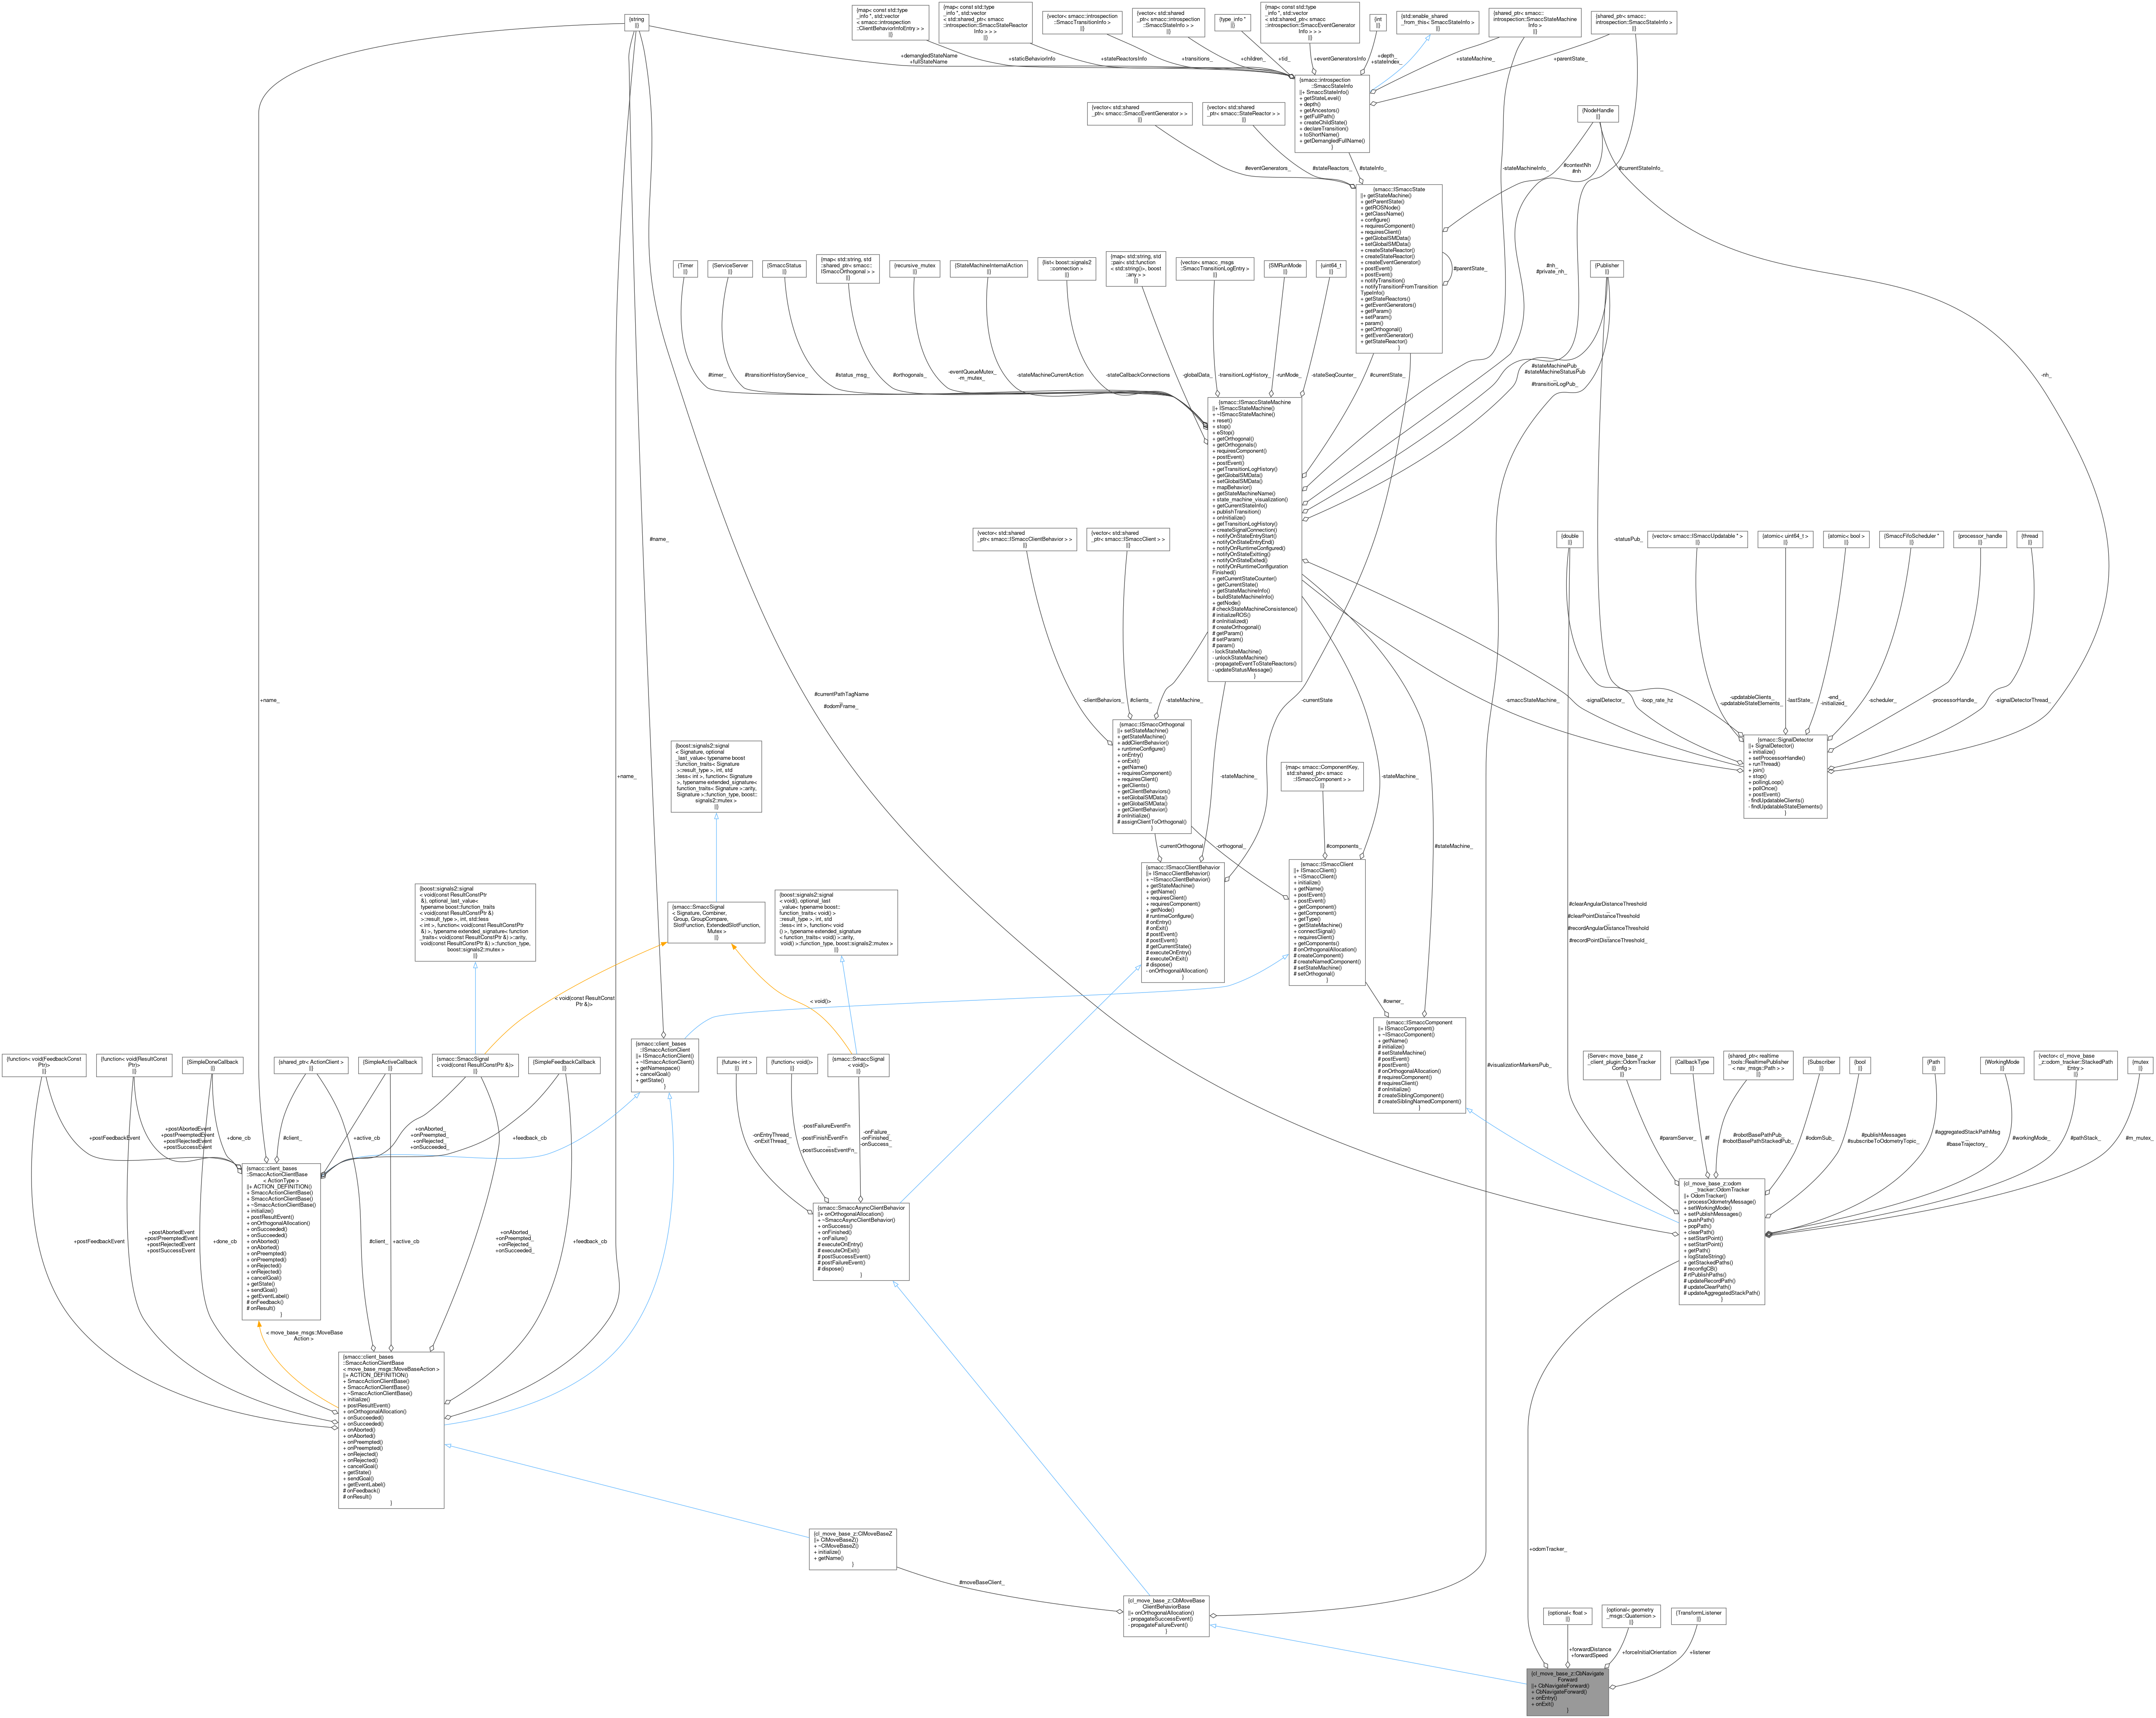 {string
||}
{map< const std::type
_info *, std::vector
< smacc::introspection
::ClientBehaviorInfoEntry > >
||}
{map< const std::type
_info *, std::vector
< std::shared_ptr< smacc
::introspection::SmaccStateReactor
Info > > >
||}
{vector< smacc::introspection
::SmaccTransitionInfo >
||}
{vector< std::shared
_ptr< smacc::introspection
::SmaccStateInfo > >
||}
{type_info *
||}
{map< const std::type
_info *, std::vector
< std::shared_ptr< smacc
::introspection::SmaccEventGenerator
Info > > >
||}
{int
||}
{std::enable_shared
_from_this< SmaccStateInfo >
||}
{shared_ptr< smacc::
introspection::SmaccStateMachine
Info >
||}
{shared_ptr< smacc::
introspection::SmaccStateInfo >
||}
+demangledStateName
+fullStateName
+staticBehaviorInfo
+stateReactorsInfo
+transitions_
+children_
+tid_
+eventGeneratorsInfo
+depth_
+stateIndex_
+stateMachine_
+parentState_
{smacc::introspection
::SmaccStateInfo
||+ SmaccStateInfo()
+ getStateLevel()
+ depth()
+ getAncestors()
+ getFullPath()
+ createChildState()
+ declareTransition()
+ toShortName()
+ getDemangledFullName()
}
{vector< std::shared
_ptr< smacc::SmaccEventGenerator > >
||}
{vector< std::shared
_ptr< smacc::StateReactor > >
||}
{NodeHandle
||}
#eventGenerators_
#stateReactors_
#stateInfo_
-stateMachineInfo_
#contextNh
#nh
#currentStateInfo_
{smacc::ISmaccState
||+ getStateMachine()
+ getParentState()
+ getROSNode()
+ getClassName()
+ configure()
+ requiresComponent()
+ requiresClient()
+ getGlobalSMData()
+ setGlobalSMData()
+ createStateReactor()
+ createStateReactor()
+ createEventGenerator()
+ postEvent()
+ postEvent()
+ notifyTransition()
+ notifyTransitionFromTransition
TypeInfo()
+ getStateReactors()
+ getEventGenerators()
+ getParam()
+ setParam()
+ param()
+ getOrthogonal()
+ getEventGenerator()
+ getStateReactor()
}
#parentState_
{Timer
||}
{ServiceServer
||}
{SmaccStatus
||}
{map< std::string, std
::shared_ptr< smacc::
ISmaccOrthogonal > >
||}
{recursive_mutex
||}
{StateMachineInternalAction
||}
{list< boost::signals2
::connection >
||}
{map< std::string, std
::pair< std::function
< std::string()>, boost
::any > >
||}
{vector< smacc_msgs
::SmaccTransitionLogEntry >
||}
{SMRunMode
||}
{uint64_t
||}
#nh_
#private_nh_
{Publisher
||}
#timer_
#transitionHistoryService_
#status_msg_
#orthogonals_
-eventQueueMutex_
-m_mutex_
-stateMachineCurrentAction
-stateCallbackConnections
-globalData_
-transitionLogHistory_
-runMode_
-stateSeqCounter_
#currentState_
#stateMachinePub_
#stateMachineStatusPub
_
#transitionLogPub_
-nh_
{smacc::ISmaccStateMachine
||+ ISmaccStateMachine()
+ ~ISmaccStateMachine()
+ reset()
+ stop()
+ eStop()
+ getOrthogonal()
+ getOrthogonals()
+ requiresComponent()
+ postEvent()
+ postEvent()
+ getTransitionLogHistory()
+ getGlobalSMData()
+ setGlobalSMData()
+ mapBehavior()
+ getStateMachineName()
+ state_machine_visualization()
+ getCurrentStateInfo()
+ publishTransition()
+ onInitialize()
+ getTransitionLogHistory()
+ createSignalConnection()
+ notifyOnStateEntryStart()
+ notifyOnStateEntryEnd()
+ notifyOnRuntimeConfigured()
+ notifyOnStateExitting()
+ notifyOnStateExited()
+ notifyOnRuntimeConfiguration
Finished()
+ getCurrentStateCounter()
+ getCurrentState()
+ getStateMachineInfo()
+ buildStateMachineInfo()
+ getNode()
# checkStateMachineConsistence()
# initializeROS()
# onInitialized()
# createOrthogonal()
# getParam()
# setParam()
# param()
- lockStateMachine()
- unlockStateMachine()
- propagateEventToStateReactors()
- updateStatusMessage()
}
#name_
{vector< std::shared
_ptr< smacc::ISmaccClientBehavior > >
||}
{vector< std::shared
_ptr< smacc::ISmaccClient > >
||}
{double
||}
-statusPub_
{vector< smacc::ISmaccUpdatable * >
||}
{atomic< uint64_t >
||}
{atomic< bool >
||}
{SmaccFifoScheduler *
||}
{processor_handle
||}
{thread
||}
+name_
#currentPathTagName
_
#odomFrame_
-clientBehaviors_
#clients_
-stateMachine_
-currentState
-smaccStateMachine_
-signalDetector_
-loop_rate_hz
-updatableClients_
-updatableStateElements_
-lastState_
-end_
-initialized_
-scheduler_
-processorHandle_
-signalDetectorThread_
{smacc::ISmaccOrthogonal
||+ setStateMachine()
+ getStateMachine()
+ addClientBehavior()
+ runtimeConfigure()
+ onEntry()
+ onExit()
+ getName()
+ requiresComponent()
+ requiresClient()
+ getClients()
+ getClientBehaviors()
+ setGlobalSMData()
+ getGlobalSMData()
+ getClientBehavior()
# onInitialize()
# assignClientToOrthogonal()
}
{smacc::SignalDetector
||+ SignalDetector()
+ initialize()
+ setProcessorHandle()
+ runThread()
+ join()
+ stop()
+ pollingLoop()
+ pollOnce()
+ postEvent()
- findUpdatableClients()
- findUpdatableStateElements()
}
{boost::signals2::signal
< Signature, optional
_last_value< typename boost
::function_traits< Signature
>::result_type >, int, std
::less< int >, function< Signature
>, typename extended_signature<
function_traits< Signature >::arity,
Signature >::function_type, boost::
signals2::mutex >
||}
+name_
-stateMachine_
{map< smacc::ComponentKey,
std::shared_ptr< smacc
::ISmaccComponent > >
||}
-stateMachine_
-currentOrthogonal
-orthogonal_
#components_
#stateMachine_
{smacc::ISmaccClientBehavior
||+ ISmaccClientBehavior()
+ ~ISmaccClientBehavior()
+ getStateMachine()
+ getName()
+ requiresClient()
+ requiresComponent()
+ getNode()
# runtimeConfigure()
# onEntry()
# onExit()
# postEvent()
# postEvent()
# getCurrentState()
# executeOnEntry()
# executeOnExit()
# dispose()
- onOrthogonalAllocation()
}
{smacc::ISmaccClient
||+ ISmaccClient()
+ ~ISmaccClient()
+ initialize()
+ getName()
+ postEvent()
+ postEvent()
+ getComponent()
+ getComponent()
+ getType()
+ getStateMachine()
+ connectSignal()
+ requiresClient()
+ getComponents()
# onOrthogonalAllocation()
# createComponent()
# createNamedComponent()
# setStateMachine()
# setOrthogonal()
}
{boost::signals2::signal
< void(const ResultConstPtr
&), optional_last_value<
typename boost::function_traits
< void(const ResultConstPtr &)
>::result_type >, int, std::less
< int >, function< void(const ResultConstPtr
&) >, typename extended_signature< function
_traits< void(const ResultConstPtr &) >::arity,
void(const ResultConstPtr &) >::function_type,
boost::signals2::mutex >
||}
{smacc::SmaccSignal
< Signature, Combiner,
Group, GroupCompare,
SlotFunction, ExtendedSlotFunction,
Mutex >
||}
{boost::signals2::signal
< void(), optional_last
_value< typename boost::
function_traits< void() >
::result_type >, int, std
::less< int >, function< void
() >, typename extended_signature
< function_traits< void() >::arity,
void() >::function_type, boost::signals2::mutex >
||}
#clearAngularDistanceThreshold
_
#clearPointDistanceThreshold
_
#recordAngularDistanceThreshold
_
#recordPointDistanceThreshold_
< void(const ResultConst
Ptr &)>
< void()>
#owner_
{smacc::ISmaccComponent
||+ ISmaccComponent()
+ ~ISmaccComponent()
+ getName()
# initialize()
# setStateMachine()
# postEvent()
# postEvent()
# onOrthogonalAllocation()
# requiresComponent()
# requiresClient()
# onInitialize()
# createSiblingComponent()
# createSiblingNamedComponent()
}
{smacc::client_bases
::ISmaccActionClient
||+ ISmaccActionClient()
+ ~ISmaccActionClient()
+ getNamespace()
+ cancelGoal()
+ getState()
}
{function< void(FeedbackConst
Ptr)>
||}
{function< void(ResultConst
Ptr)>
||}
{SimpleDoneCallback
||}
{shared_ptr< ActionClient >
||}
{SimpleActiveCallback
||}
{smacc::SmaccSignal
< void(const ResultConstPtr &)>
||}
{SimpleFeedbackCallback
||}
{future< int >
||}
{function< void()>
||}
{smacc::SmaccSignal
< void()>
||}
#visualizationMarkersPub_
{Server< move_base_z
_client_plugin::OdomTracker
Config >
||}
{CallbackType
||}
{shared_ptr< realtime
_tools::RealtimePublisher
< nav_msgs::Path > >
||}
{Subscriber
||}
{bool
||}
{Path
||}
{WorkingMode
||}
{vector< cl_move_base
_z::odom_tracker::StackedPath
Entry >
||}
{mutex
||}
+postFeedbackEvent
+postAbortedEvent
+postPreemptedEvent
+postRejectedEvent
+postSuccessEvent
+done_cb
#client_
+active_cb
+onAborted_
+onPreempted_
+onRejected_
+onSucceeded_
+feedback_cb
-onEntryThread_
-onExitThread_
-postFailureEventFn
_
-postFinishEventFn
_
-postSuccessEventFn_
-onFailure_
-onFinished_
-onSuccess_
#paramServer_
#f
#robotBasePathPub_
#robotBasePathStackedPub_
#odomSub_
#publishMessages
#subscribeToOdometryTopic_
#aggregatedStackPathMsg
_
#baseTrajectory_
#workingMode_
#pathStack_
#m_mutex_
{smacc::client_bases
::SmaccActionClientBase
< ActionType >
||+ ACTION_DEFINITION()
+ SmaccActionClientBase()
+ SmaccActionClientBase()
+ ~SmaccActionClientBase()
+ initialize()
+ postResultEvent()
+ onOrthogonalAllocation()
+ onSucceeded()
+ onSucceeded()
+ onAborted()
+ onAborted()
+ onPreempted()
+ onPreempted()
+ onRejected()
+ onRejected()
+ cancelGoal()
+ getState()
+ sendGoal()
+ getEventLabel()
# onFeedback()
# onResult()
}
{smacc::SmaccAsyncClientBehavior
||+ onOrthogonalAllocation()
+ ~SmaccAsyncClientBehavior()
+ onSuccess()
+ onFinished()
+ onFailure()
# executeOnEntry()
# executeOnExit()
# postSuccessEvent()
# postFailureEvent()
# dispose()
}
{cl_move_base_z::odom
_tracker::OdomTracker
||+ OdomTracker()
+ processOdometryMessage()
+ setWorkingMode()
+ setPublishMessages()
+ pushPath()
+ popPath()
+ clearPath()
+ setStartPoint()
+ setStartPoint()
+ getPath()
+ logStateString()
+ getStackedPaths()
# reconfigCB()
# rtPublishPaths()
# updateRecordPath()
# updateClearPath()
# updateAggregatedStackPath()
}
+postFeedbackEvent
+postAbortedEvent
+postPreemptedEvent
+postRejectedEvent
+postSuccessEvent
+done_cb
#client_
+active_cb
+onAborted_
+onPreempted_
+onRejected_
+onSucceeded_
+feedback_cb
< move_base_msgs::MoveBase
Action >
{smacc::client_bases
::SmaccActionClientBase
< move_base_msgs::MoveBaseAction >
||+ ACTION_DEFINITION()
+ SmaccActionClientBase()
+ SmaccActionClientBase()
+ ~SmaccActionClientBase()
+ initialize()
+ postResultEvent()
+ onOrthogonalAllocation()
+ onSucceeded()
+ onSucceeded()
+ onAborted()
+ onAborted()
+ onPreempted()
+ onPreempted()
+ onRejected()
+ onRejected()
+ cancelGoal()
+ getState()
+ sendGoal()
+ getEventLabel()
# onFeedback()
# onResult()
}
{cl_move_base_z::ClMoveBaseZ
||+ ClMoveBaseZ()
+ ~ClMoveBaseZ()
+ initialize()
+ getName()
}
+odomTracker_
#moveBaseClient_
{cl_move_base_z::CbMoveBase
ClientBehaviorBase
||+ onOrthogonalAllocation()
- propagateSuccessEvent()
- propagateFailureEvent()
}
{optional< float >
||}
{optional< geometry
_msgs::Quaternion >
||}
{TransformListener
||}
+forwardDistance
+forwardSpeed
+forceInitialOrientation
+listener
{cl_move_base_z::CbNavigate
Forward
||+ CbNavigateForward()
+ CbNavigateForward()
+ onEntry()
+ onExit()
}